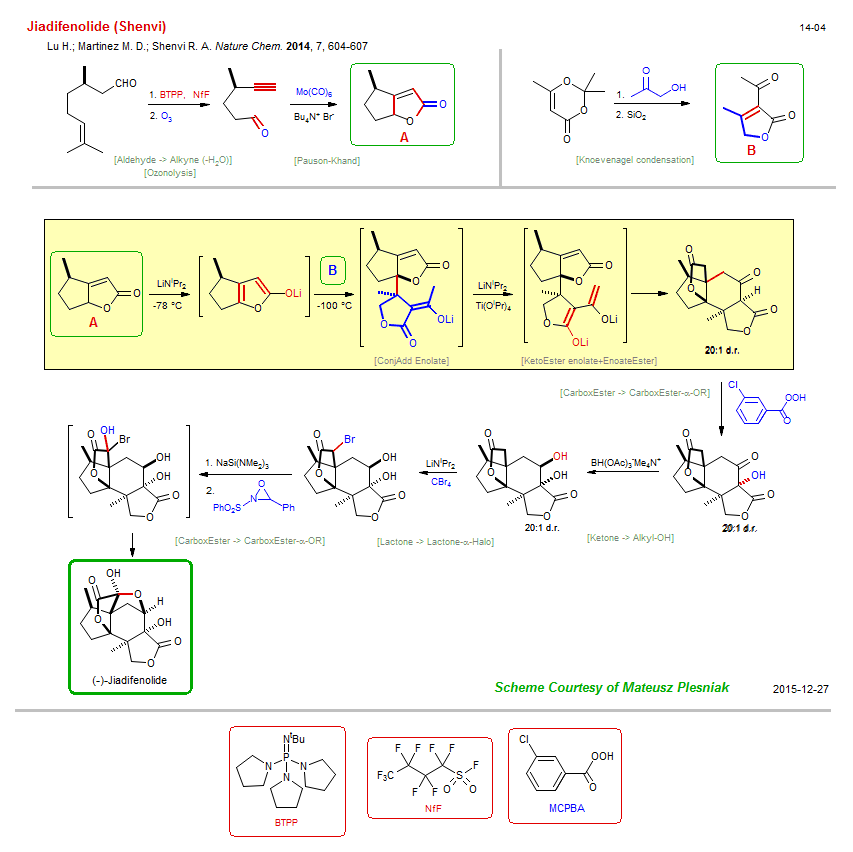 Jiadifenolide (Shenvi)
14-04
Lu H.; Martinez M. D.; Shenvi R. A. Nature Chem. 2014, 7, 604-607
CHO
1. BTPP, NfF
2. O₃
O
Mo(CO)₆
Bu₄N⁺ Br⁻
O
O
A
[Aldehyde -> Alkyne (-H₂O)]
[Ozonolysis]
[Pauson-Khand]
O
O
O
1.
O
OH
2. SiO₂
O
O
O
B
[Knoevenagel condensation]
O
O
A
LiNⁱPr₂
-78 °C
O
OLi
B
-100 °C
O
O
O
O
OLi
[ConjAdd Enolate]
LiNⁱPr₂
Ti(OⁱPr)₄
O
O
O
OLi
OLi
[KetoEster enolate+EnoateEster]
O
O
O
H
O
O
20:1 d.r.
[CarboxEster -> CarboxEster-α-OR]
Cl
OOH
O
OH
O
Br
O
OH
OH
O
O
1. NaSi(NMe₂)₃
2.
PhO₂S
N
O
Ph
[CarboxEster -> CarboxEster-α-OR]
O
Br
O
OH
OH
O
O
LiNⁱPr₂
CBr₄
[Lactone -> Lactone-α-Halo]
O
O
OH
OH
O
O
20:1 d.r.
BH(OAc)₃⁻Me₄N⁺
[Ketone -> Alkyl-OH]
O
O
O
OH
O
O
20:1 d.r.
OH
O
O
O
H
OH
O
O
(-)-Jiadifenolide
Scheme Courtesy of Mateusz Plesniak
2015-12-27
NᵗBu
P
N
N
N
BTPP
F F F F
F₃C
F F
S
F
O O
NfF
Cl
OOH
O
MCPBA